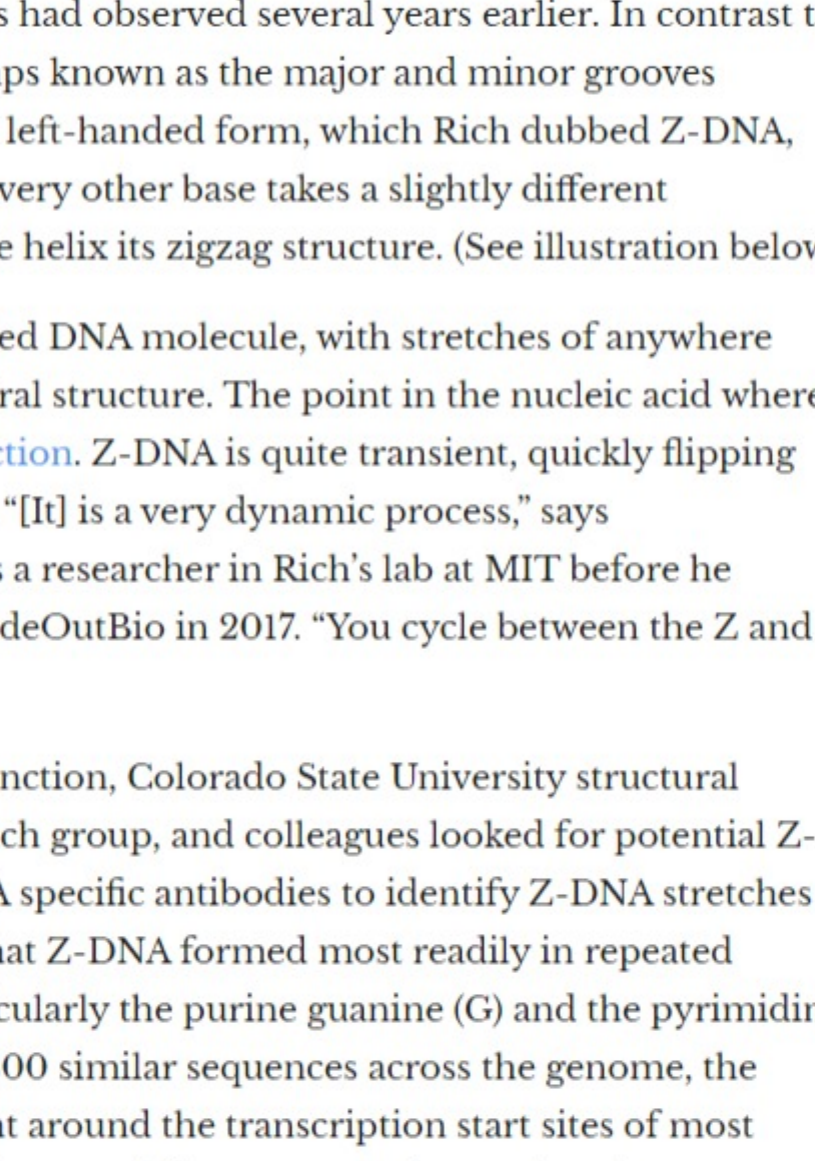 s had observed several years earlier. In contrast t
ps known as the major and minor grooves
left-handed form, which Rich dubbed Z-DNA,
very other base takes a slightly different
e helix its zigzag structure. (See illustration below
ed DNA molecule, with stretches of anywhere
ral structure. The point in the nucleic acid where
ction. Z-DNA is quite transient, quickly flipping
“[It] is a very dynamic process,” says
s a researcher in Rich’s lab at MIT before he
deOutBio in 2017. “You cycle between the Z and
nction, Colorado State University structural
ch group, and colleagues looked for potential Z-
A specific antibodies to identify Z-DNA stretches
hat Z-DNA formed most readily in repeated
cularly the purine guanine (G) and the pyrimidin
00 similar sequences across the genome, the
t around the transcription start sites of most